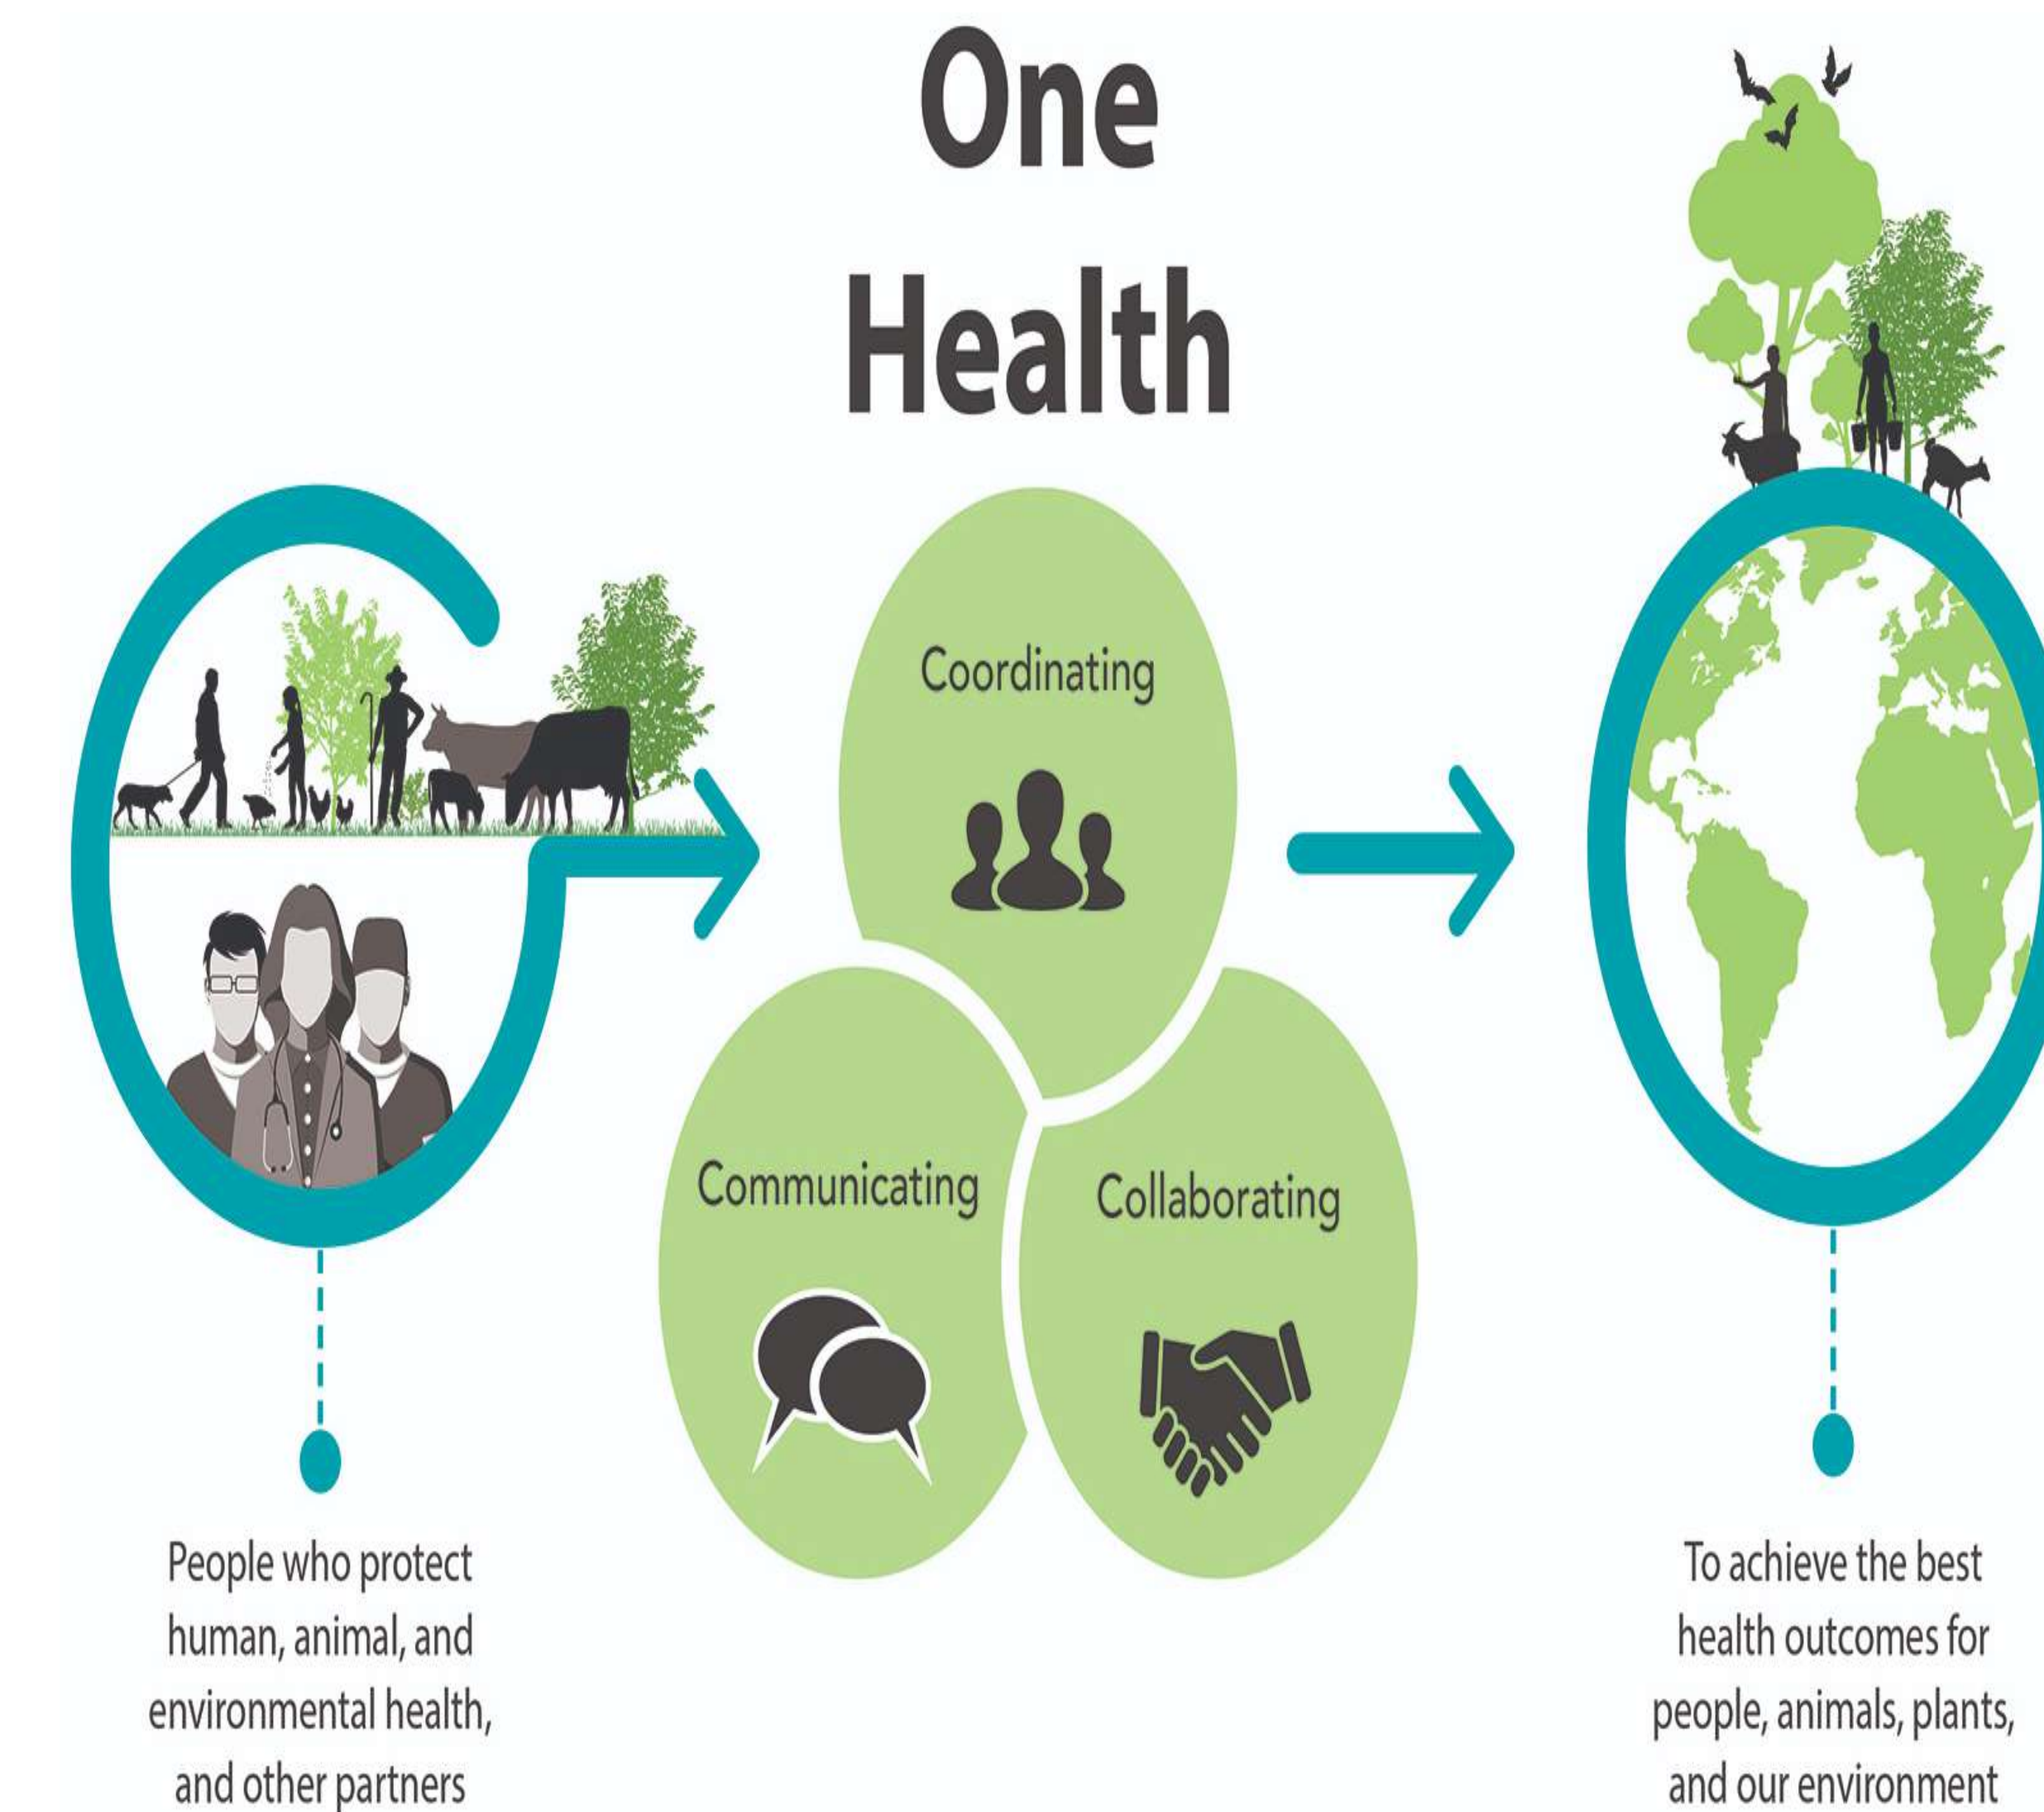 One
Health
Coordinating
Communicating
Collaborating
People who protect
human, animal, and
environmental health,
and other partners
To achieve the best
health outcomes for
people, animals, plants,
and our environment